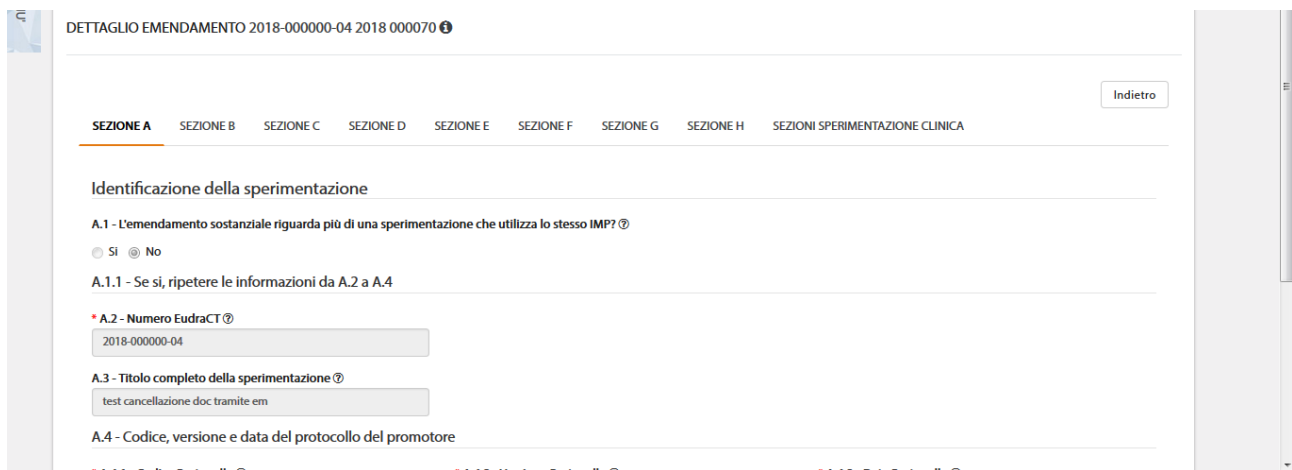 DETTAGLIO EMENDAMENTO 2018-000000-04 2018 000070
Indietro
SEZIONE A SEZIONE B SEZIONE C SEZIONE D SEZIONE E SEZIONE F SEZIONE G SEZIONE H SEZIONI SPERIMENTAZIONE CLINICA
Identificazione della sperimentazione
A.1 - L'emendamento sostanziale riguarda più di una sperimentazione che utilizza lo stesso IMP?
Si No
A.1.1 - Se si, ripetere le informazioni da A.2 a A.4
* A.2 - Numero EudraCT
2018-000000-04
A.3 - Titolo completo della sperimentazione
test cancellazione doc tramite em
A.4 - Codice, versione e data del protocollo del promotore